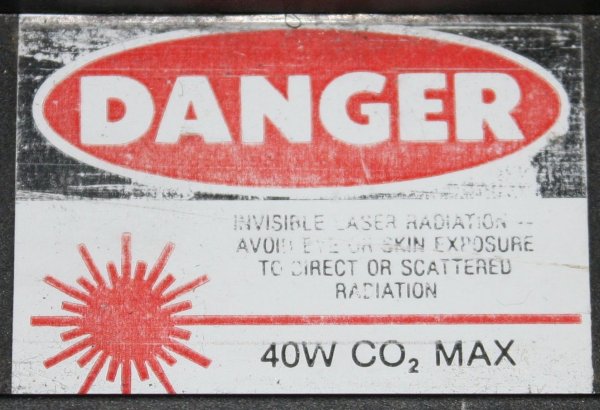 DANGER
INVISIBLE LASER RADIATION --
AVOID EYE OR SKIN EXPOSURE
TO DIRECT OR SCATTERED
RADIATION
40W CO₂ MAX